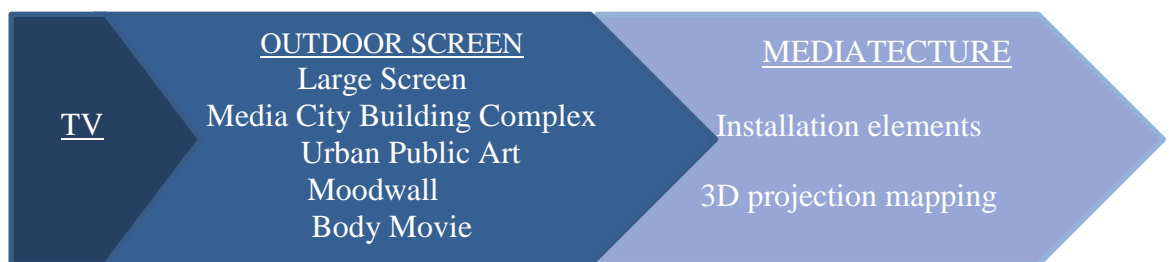 TV
OUTDOOR SCREEN
Large Screen
Media City Building Complex
Urban Public Art
Moodwall
Body Movie
MEDIATECTURE
Installation elements
3D projection mapping